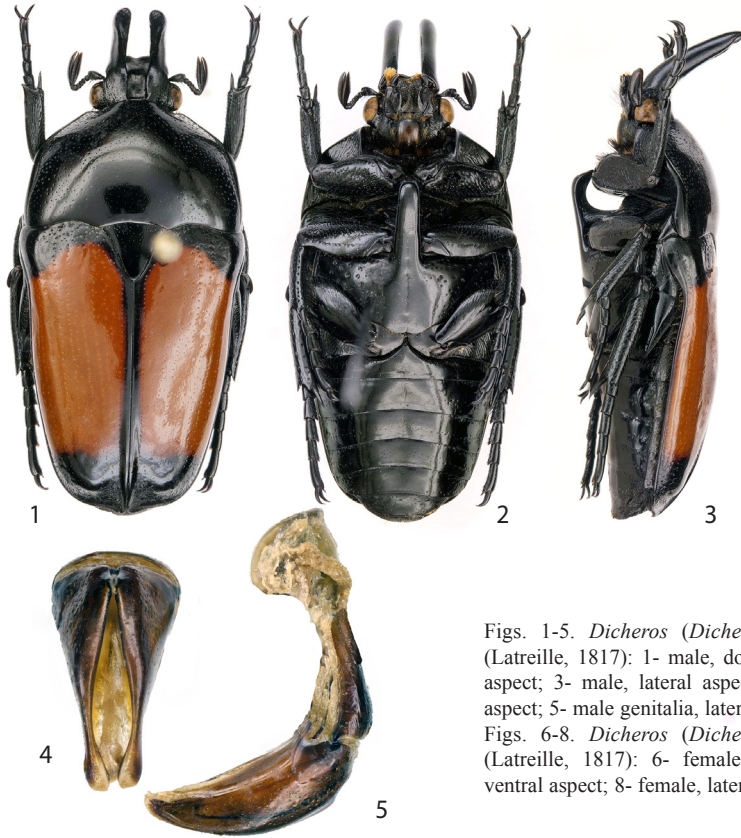 1
2
3
4
5
Figs. 1-5. Dicheros (Diche
(Latreille, 1817): 1- male, do
aspect; 3- male, lateral aspe
aspect; 5- male genitalia, later
Figs. 6-8. Dicheros (Diche
(Latreille, 1817): 6- female
ventral aspect; 8- female, later